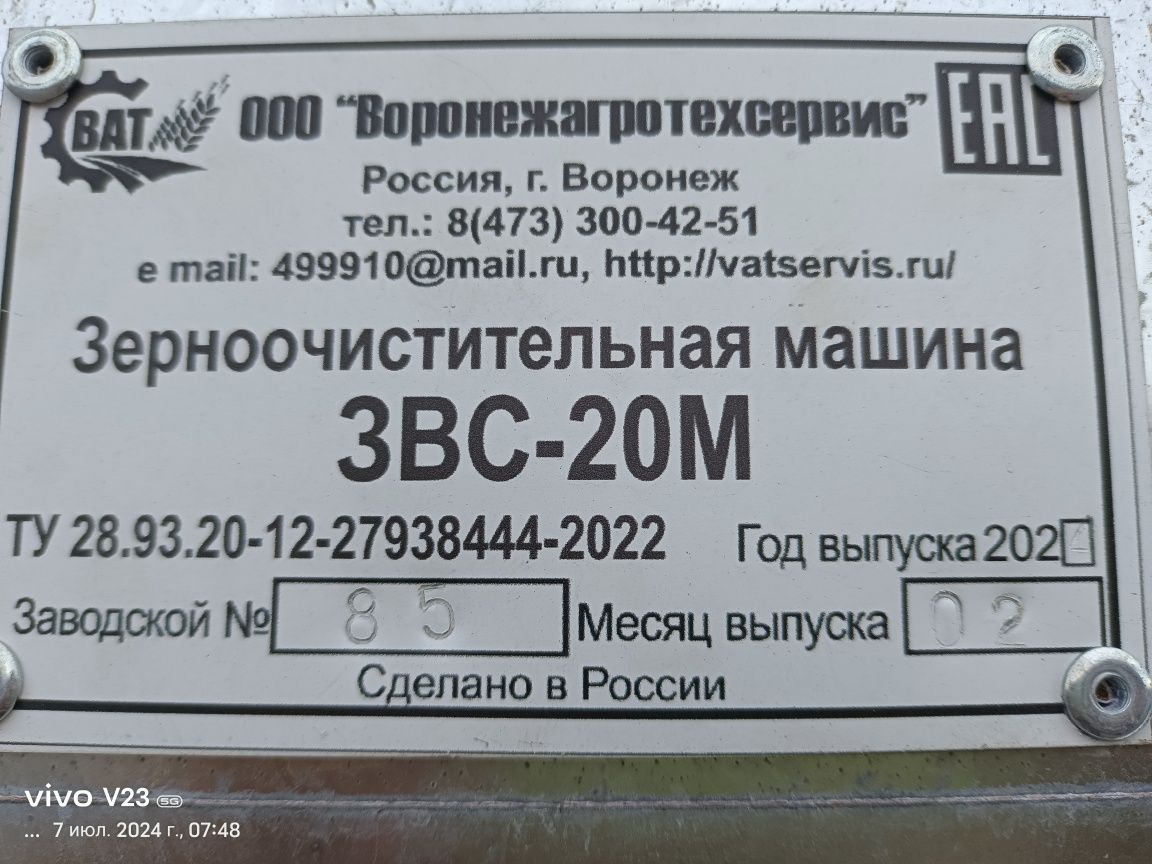 ВАТ ООО “Воронежагротехсервис” EAC
Россия, г. Воронеж
тел.: 8(473) 300-42-51
e mail: 499910@mail.ru, http://vatservis.ru/
Зерноочистительная машина
ЗВС-20М
ТУ 28.93.20-12-27938444-2022 Год выпуска 2024
Заводской № 85 Месяц выпуска 02
Сделано в России
vivo V23 5G
... 7 июл. 2024 г., 07:48